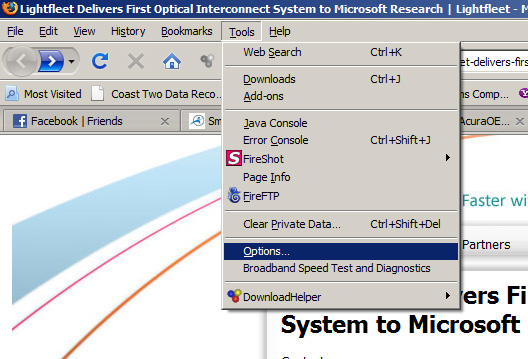 Lightfleet Delivers First Optical Interconnect System to Microsoft Research | Lightfleet - M
File Edit View History Bookmarks Tools Help
Web Search Ctrl+K
et-delivers-firs
Downloads Ctrl+J
Most Visited Coast Two Data Reco...
Add-ons
ns Comp...
Facebook | Friends
Sm
AcuraOE...
Java Console
Error Console Ctrl+Shift+J
FireShot
Page Info
FireFTP
Faster wi
Clear Private Data... Ctrl+Shift+Del
Partners
Options...
Broadband Speed Test and Diagnostics
DownloadHelper
vers Fi
System to Microsoft